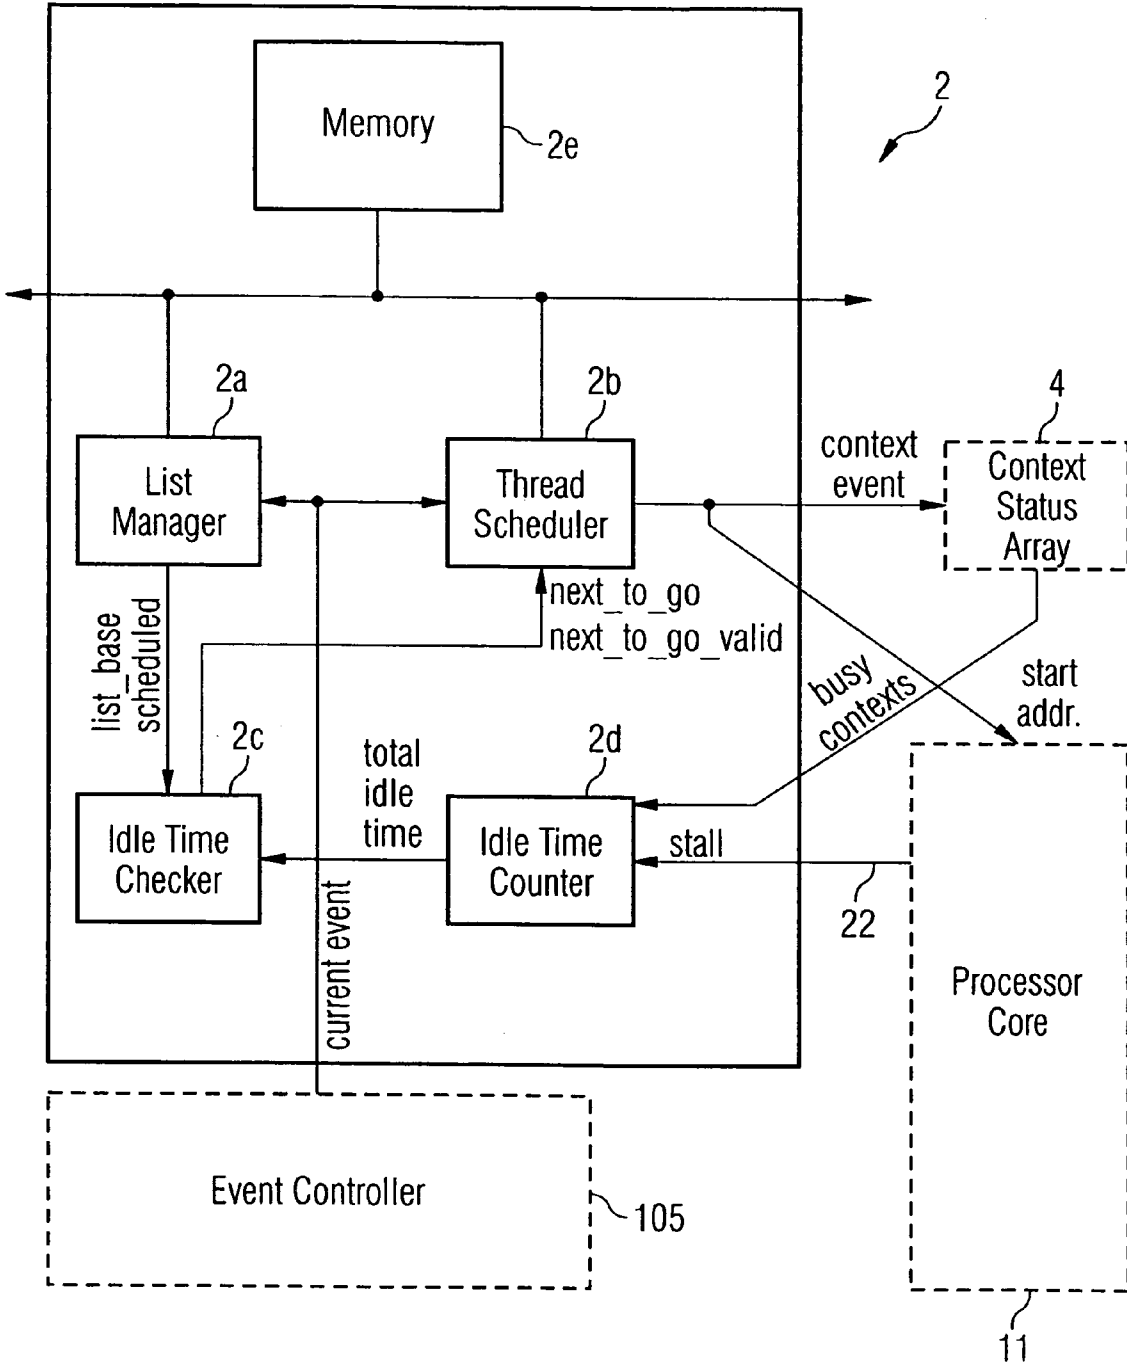 Memory
2e
2
2a
2b
4
List
Manager
Thread
Scheduler
context
event
Context
Status
Array
list_base
scheduled
next_to_go
next_to_go_valid
busy
contexts
start
addr.
2c
total
idle
time
2d
Idle Time
Checker
Idle Time
Counter
stall
22
current event
Processor
Core
Event Controller
105
11